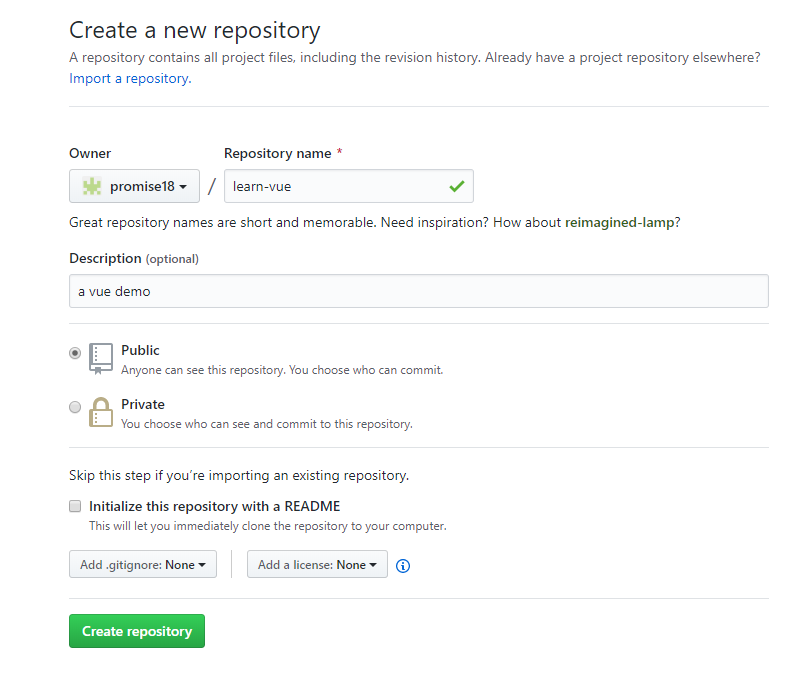 Create a new repository
A repository contains all project files, including the revision history. Already have a project repository elsewhere?
Import a repository.
Owner
Repository name *
promise18 / learn-vue
Great repository names are short and memorable. Need inspiration? How about reimagined-lamp?
Description (optional)
a vue demo
Public
Anyone can see this repository. You choose who can commit.
Private
You choose who can see and commit to this repository.
Skip this step if you’re importing an existing repository.
Initialize this repository with a README
This will let you immediately clone the repository to your computer.
Add .gitignore: None
Add a license: None
Create repository